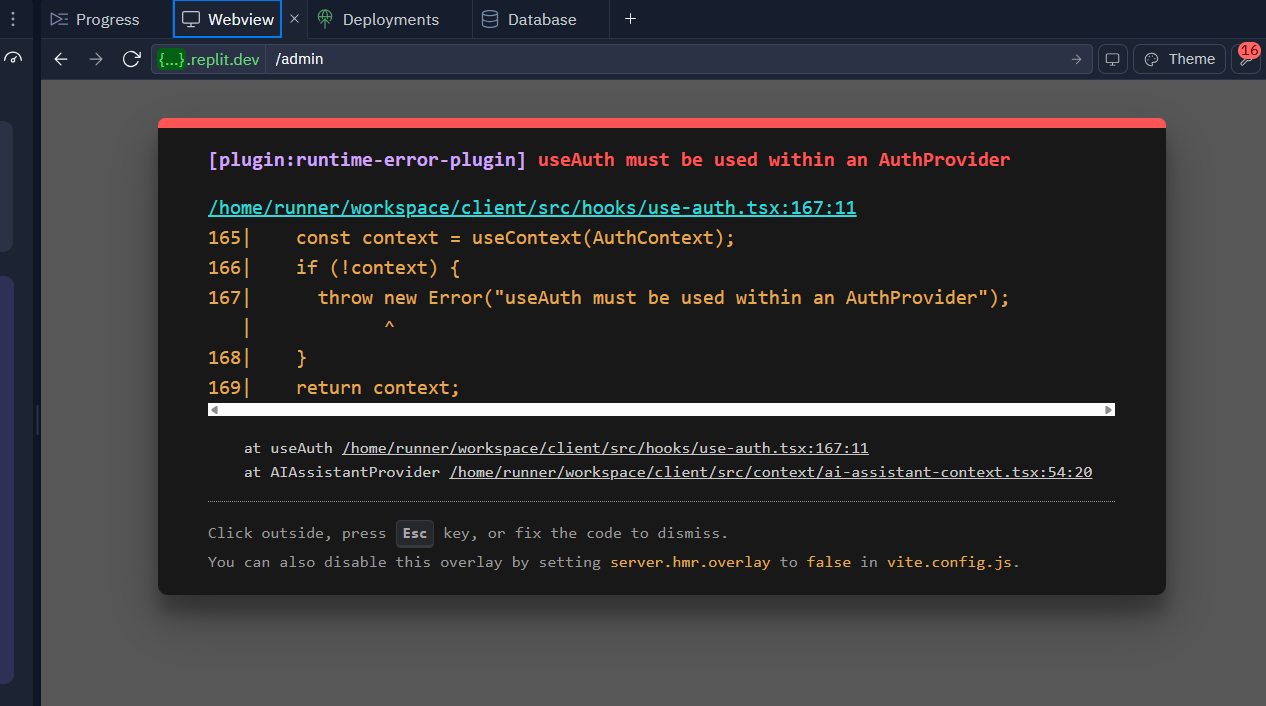 Progress
Webview
Deployments
Database
{...}.replit.dev
/admin
Theme
16
[plugin:runtime-error-plugin] useAuth must be used within an AuthProvider
/home/runner/workspace/client/src/hooks/use-auth.tsx:167:11
165|    const context = useContext(AuthContext);
166|    if (!context) {
167|      throw new Error("useAuth must be used within an AuthProvider");
   |            ^
168|    }
169|    return context;
at useAuth /home/runner/workspace/client/src/hooks/use-auth.tsx:167:11
at AIAssistantProvider /home/runner/workspace/client/src/context/ai-assistant-context.tsx:54:20
Click outside, press Esc key, or fix the code to dismiss.
You can also disable this overlay by setting server.hmr.overlay to false in vite.config.js.